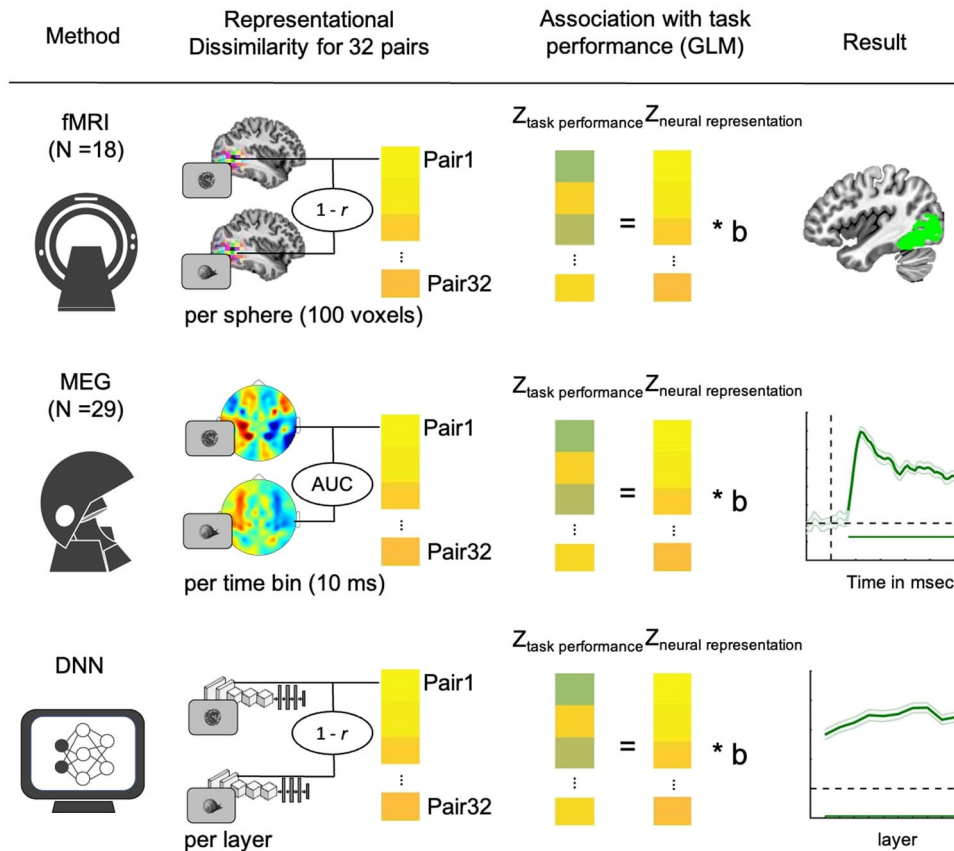 Method
Representational
Dissimilarity for 32 pairs
Association with task
performance (GLM)
Result
fMRI
(N =18)
1 - r
Pair1
⋮
Pair32
per sphere (100 voxels)
Ztask performance Zneural representation
= * b
⋮ ⋮
MEG
(N =29)
AUC
Pair1
⋮
Pair32
per time bin (10 ms)
Ztask performance Zneural representation
= * b
⋮ ⋮
Time in msec
DNN
1 - r
Pair1
⋮
Pair32
per layer
Ztask performance Zneural representation
= * b
⋮ ⋮
layer